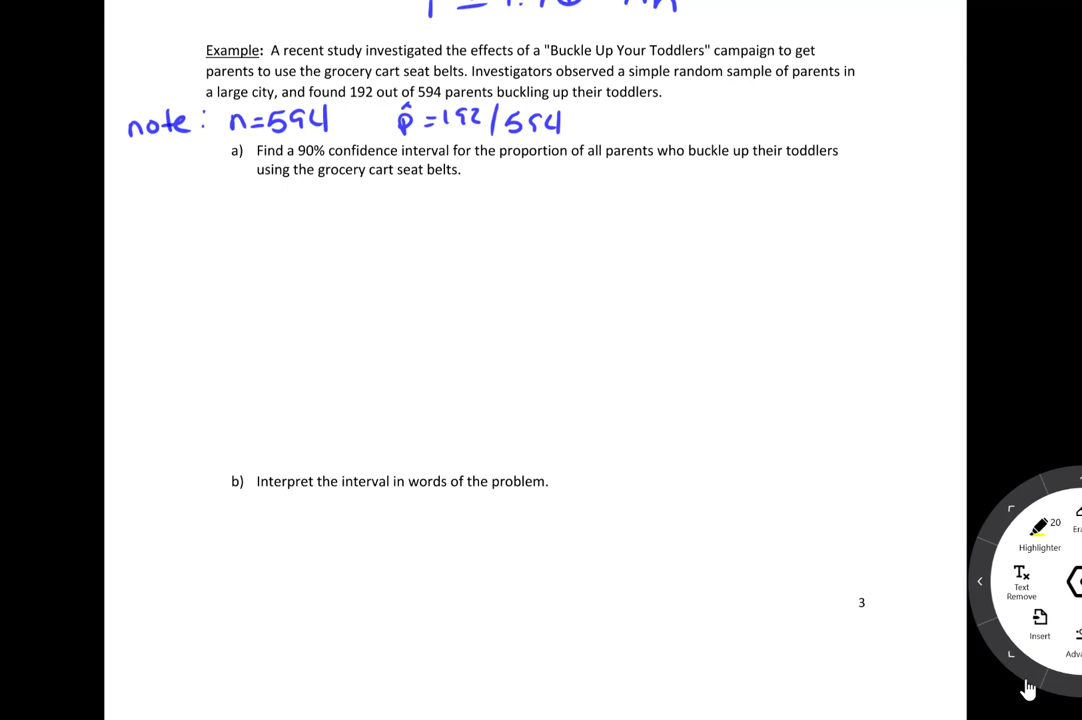 Example: A recent study investigated the effects of a "Buckle Up Your Toddlers" campaign to get
parents to use the grocery cart seat belts. Investigators observed a simple random sample of parents in
a large city, and found 192 out of 594 parents buckling up their toddlers.
note: n=594 p̂ =192/594
a) Find a 90% confidence interval for the proportion of all parents who buckle up their toddlers
using the grocery cart seat belts.
b) Interpret the interval in words of the problem.
3
20
Highlighter
Tx
Text
Remove
Insert